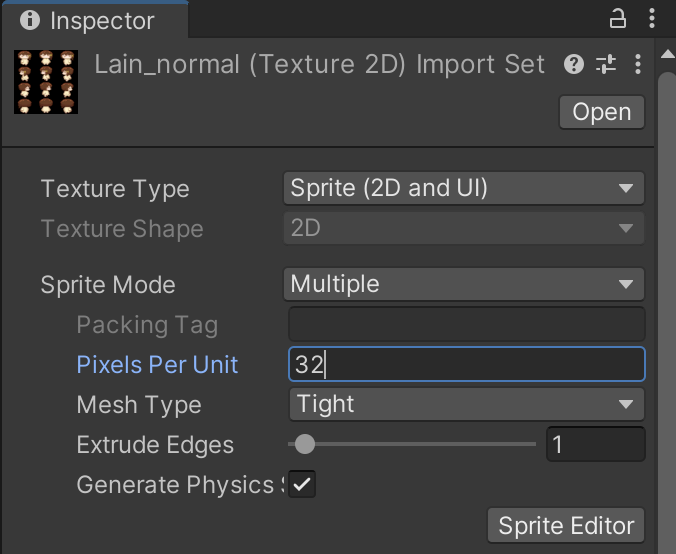 Inspector
Lain_normal (Texture 2D) Import Set
Open
Texture Type Sprite (2D and UI)
Texture Shape 2D
Sprite Mode Multiple
Packing Tag
Pixels Per Unit 32
Mesh Type Tight
Extrude Edges 1
Generate Physics S
Sprite Editor